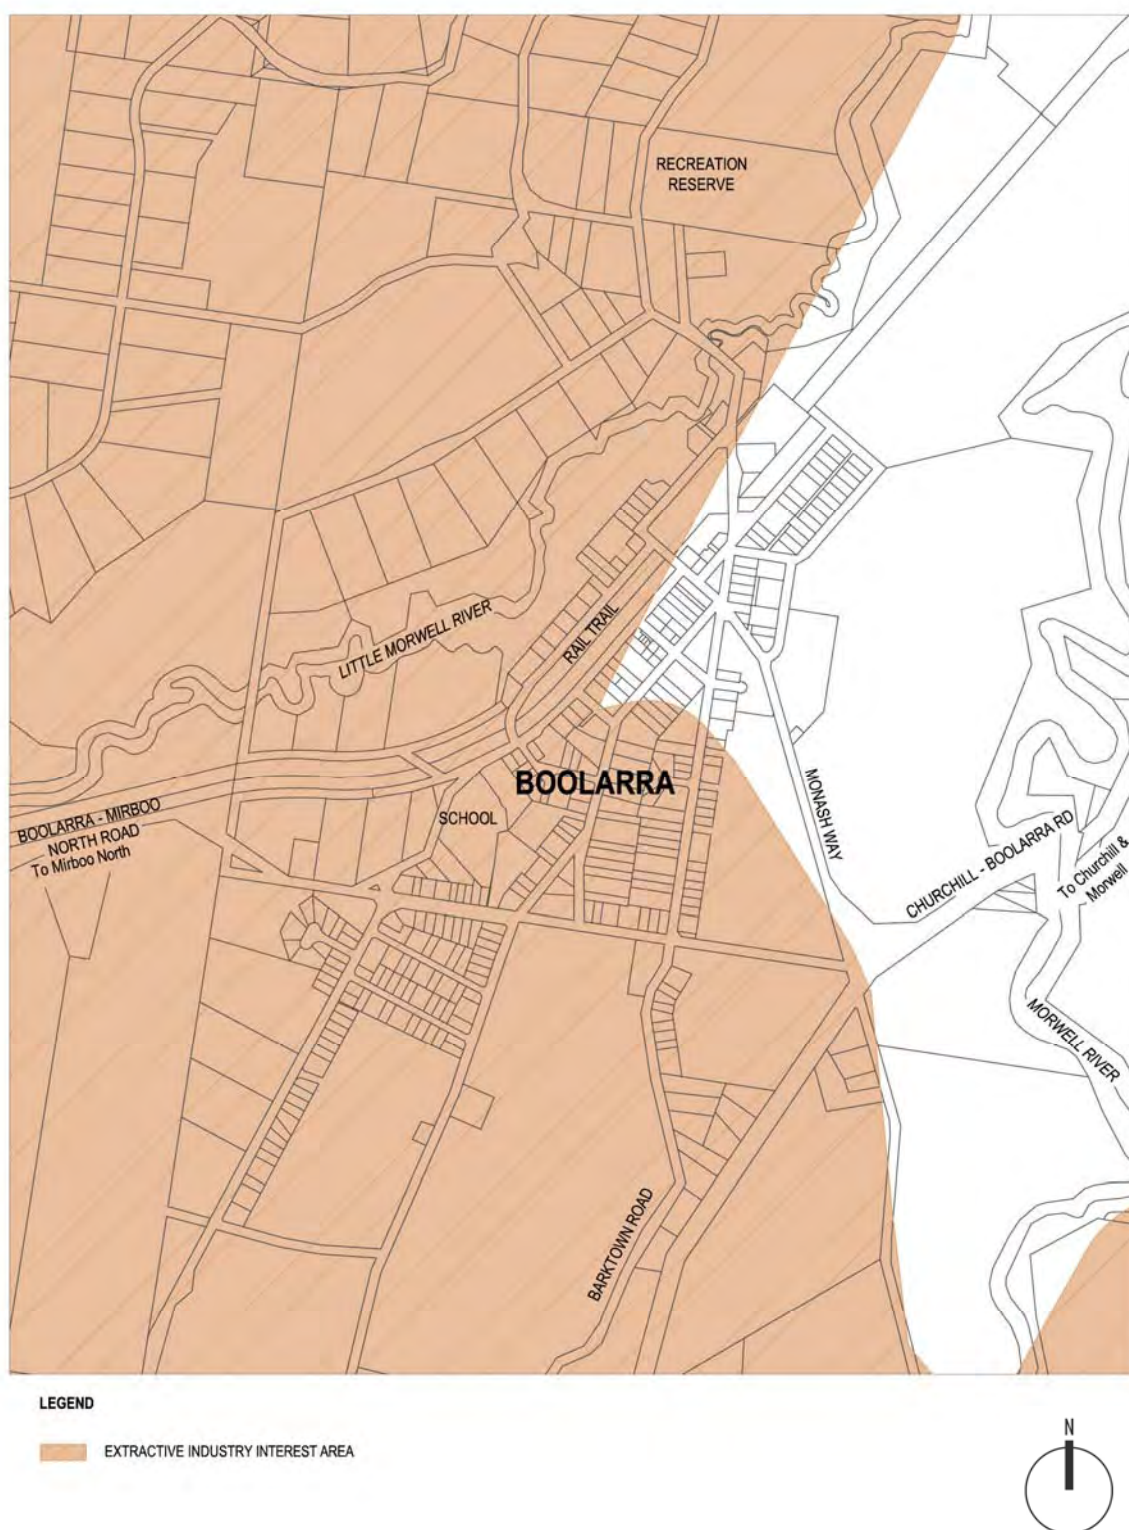 RECREATION
RESERVE
LITTLE MORWELL RIVER
RAIL TRAIL
BOOLARRA
SCHOOL
BOOLARRA - MIRBOO
NORTH ROAD
To Mirboo North
MONASH WAY
CHURCHILL - BOOLARRA RD
To Churchill &
Morwell
MORWELL RIVER
BARKTOWN ROAD
LEGEND
EXTRACTIVE INDUSTRY INTEREST AREA
N